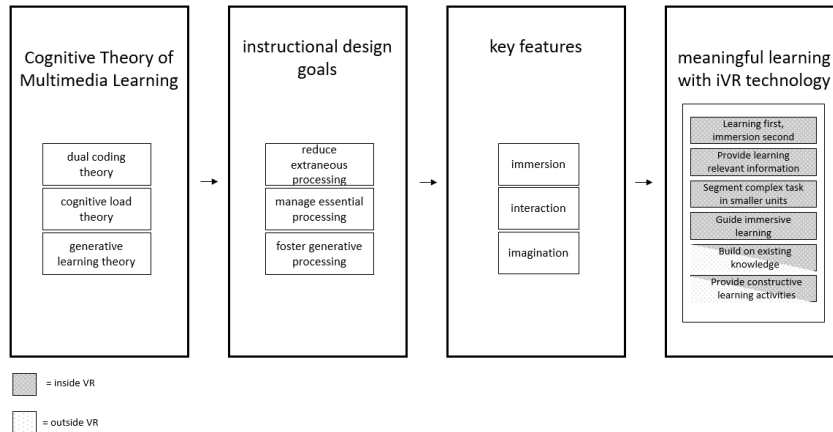 Cognitive Theory of
Multimedia Learning
dual coding
theory
cognitive load
theory
generative
learning theory
instructional design
goals
reduce
extraneous
processing
manage essential
processing
foster generative
processing
key features
immersion
interaction
imagination
meaningful learning
with iVR technology
Learning first,
immersion second
Provide learning
relevant information
Segment complex task
in smaller units
Guide immersive
learning
Build on existing
knowledge
Provide constructive
learning activities
= inside VR
= outside VR